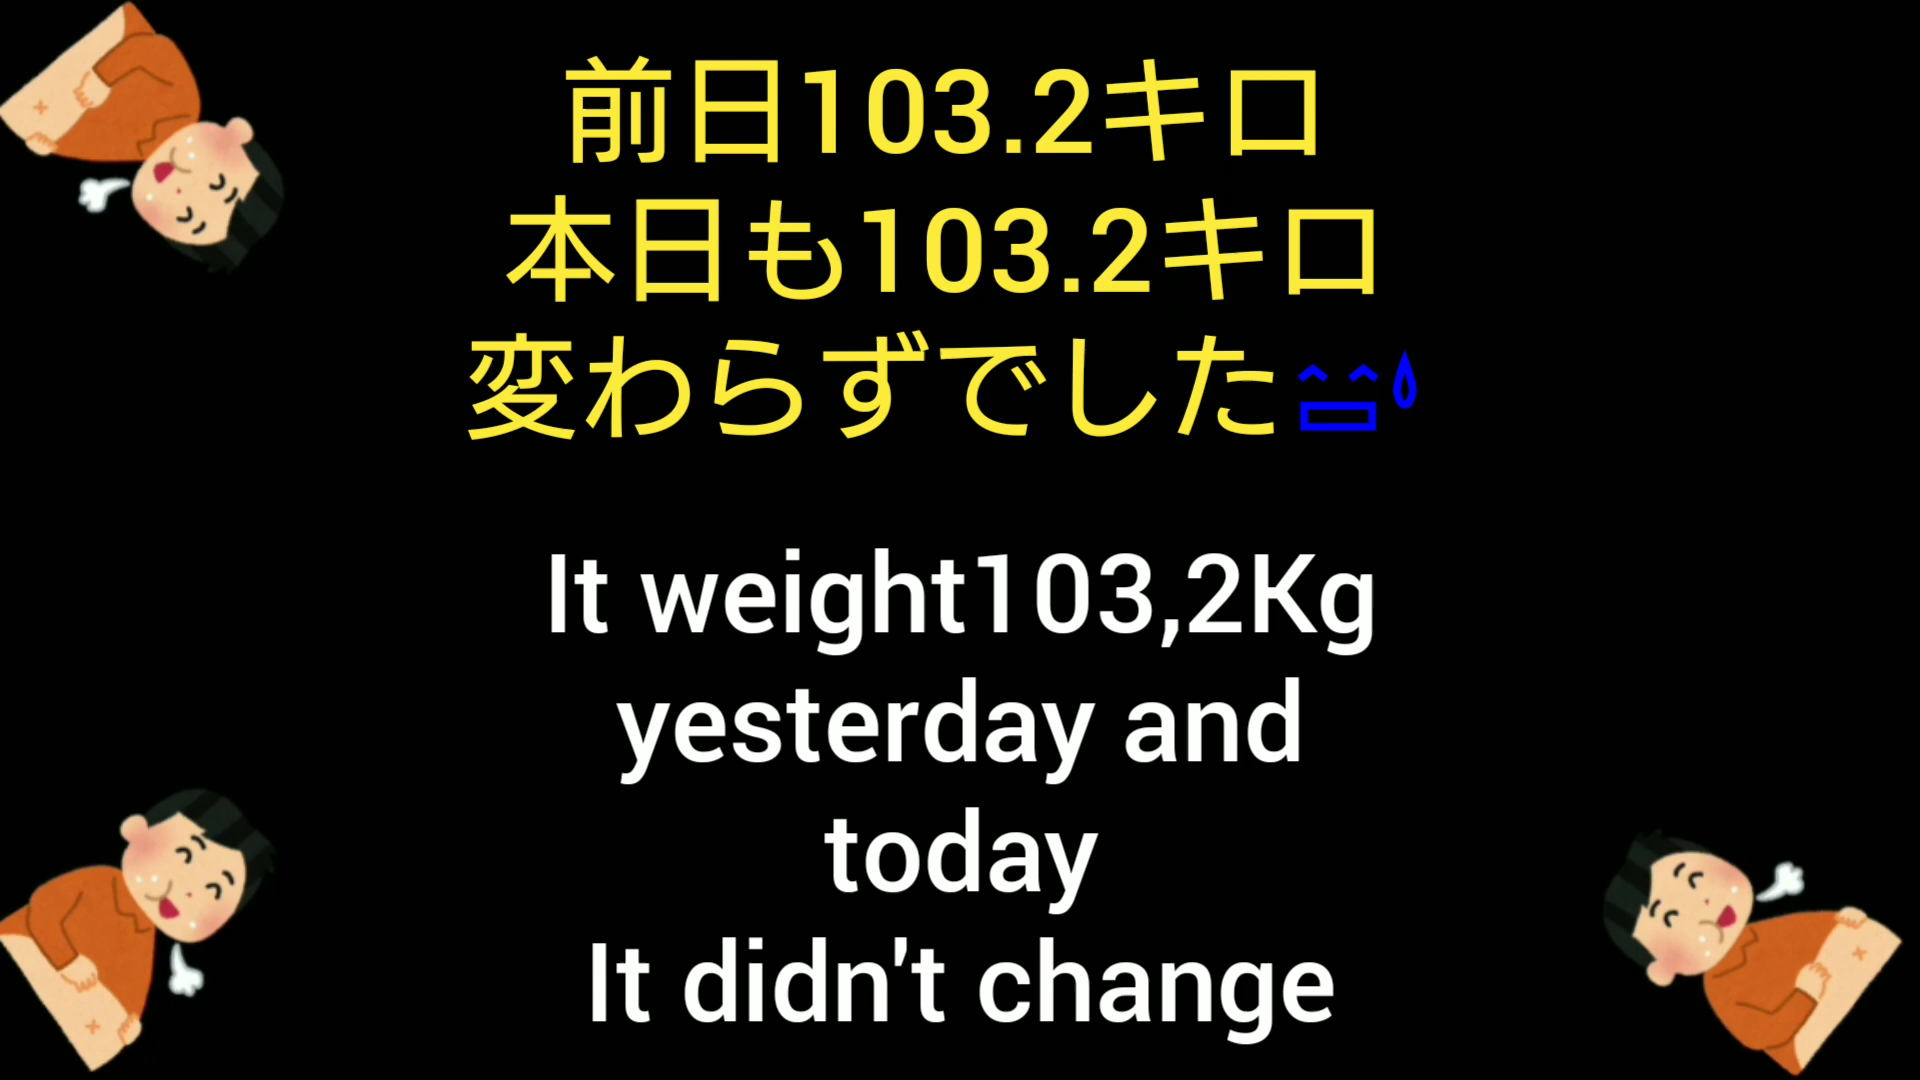 前日103.2キロ
本日も103.2キロ
変わらずでした
It weight103,2Kg
yesterday and
today
It didn't change